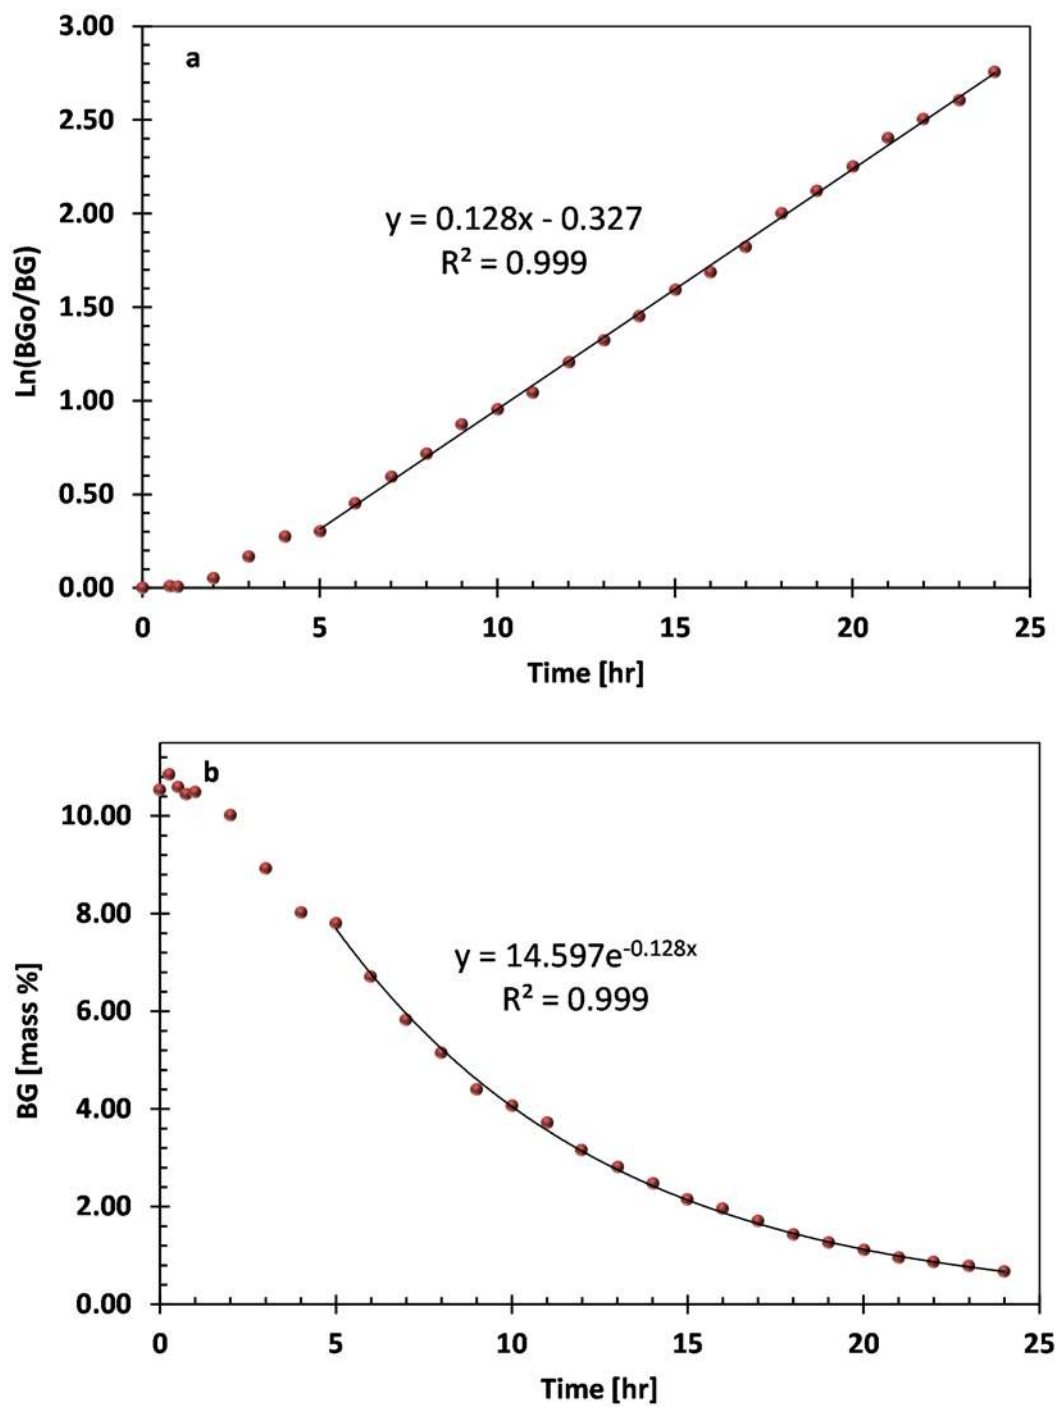 a
3.00
2.50
2.00
1.50
1.00
0.50
0.00
Ln(BGo/BG)
y = 0.128x - 0.327
R² = 0.999
0 5 10 15 20 25
Time [hr]
b
10.00
8.00
6.00
4.00
2.00
0.00
BG [mass %]
y = 14.597e^-0.128x
R² = 0.999
0 5 10 15 20 25
Time [hr]